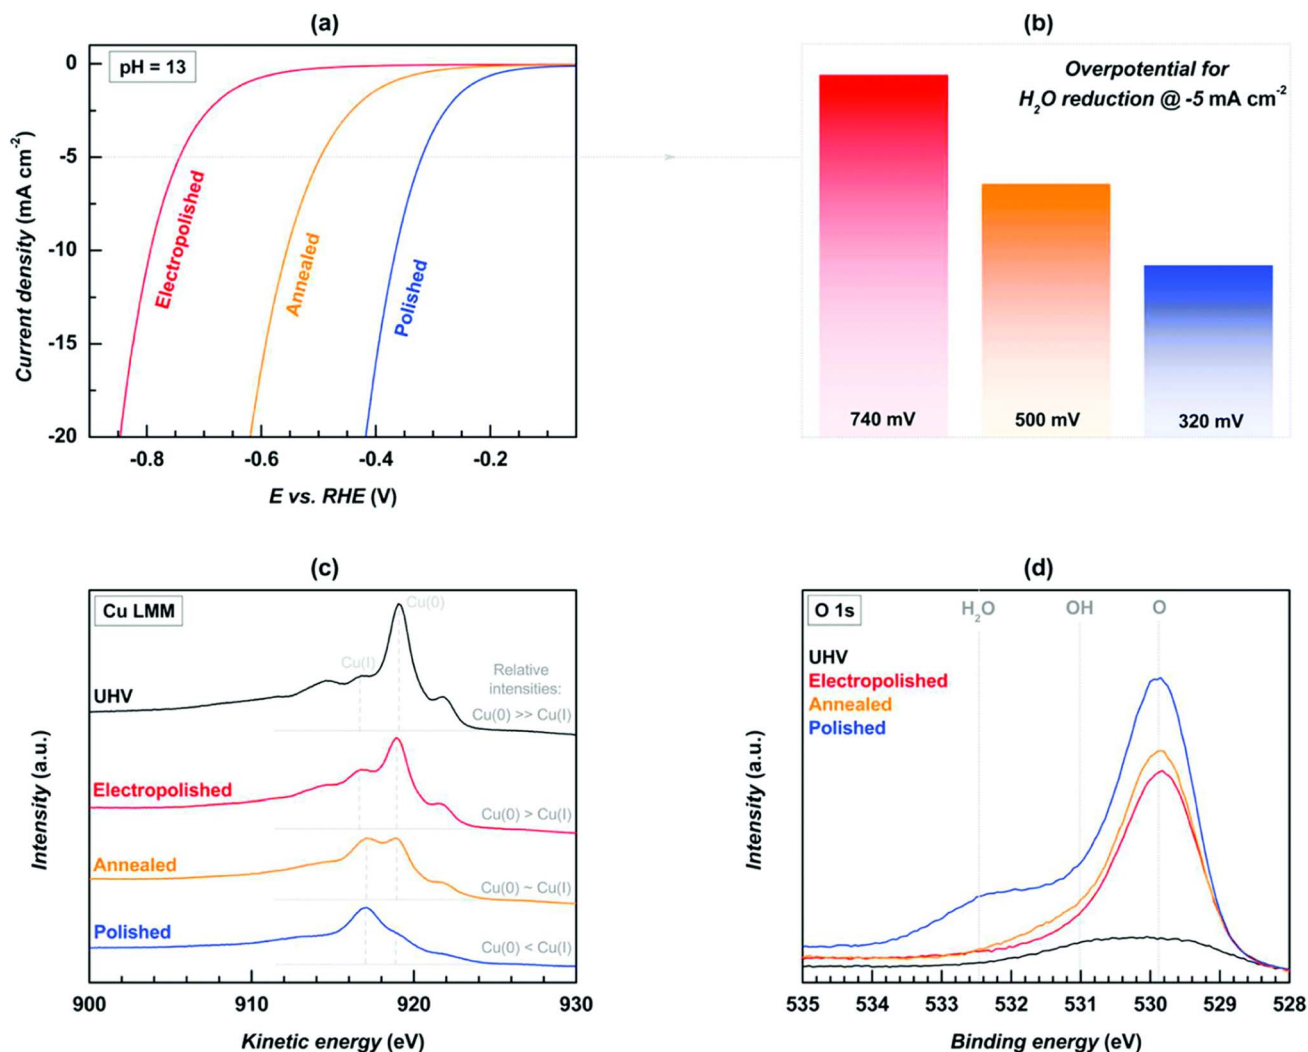 (a)
pH = 13
0
-5
-10
-15
-20
Current density (mA cm-2)
Electropolished
Annealed
Polished
-0.8
-0.6
-0.4
-0.2
E vs. RHE (V)
(b)
Overpotential for
H2O reduction @ -5 mA cm-2
740 mV
500 mV
320 mV
(c)
Cu LMM
Cu(0)
Cu(I)
Relative
intensities:
UHV
Cu(0) >> Cu(I)
Electropolished
Cu(0) > Cu(I)
Annealed
Cu(0) ~ Cu(I)
Polished
Cu(0) < Cu(I)
Intensity (a.u.)
900
910
920
930
Kinetic energy (eV)
(d)
O 1s
H2O
OH
O
UHV
Electropolished
Annealed
Polished
Intensity (a.u.)
535
534
533
532
531
530
529
528
Binding energy (eV)